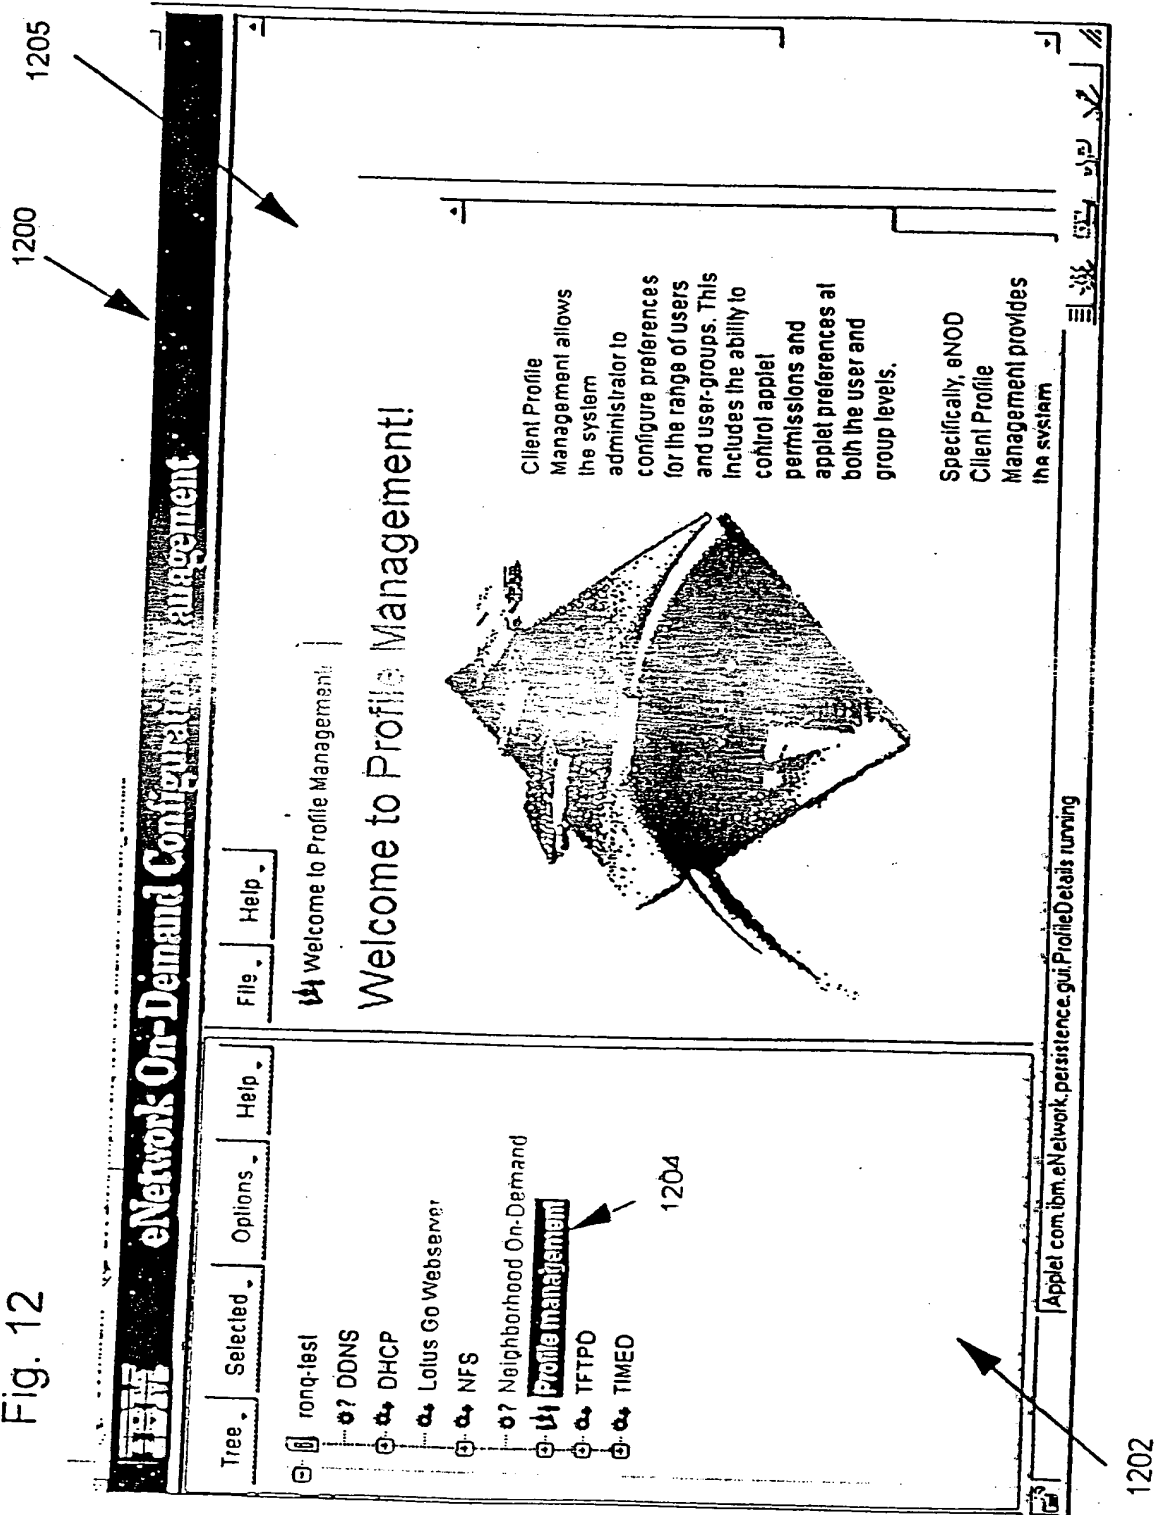 Fig. 12
1200
1205
IBM
eNetwork On-Demand Configuration Management
Tree
Selected
Options
Help
File
Help
rong-test
? DDNS
DHCP
Lotus Go Webserver
NFS
? Neighborhood On-Demand
Profile management
TFTPD
TIMED
1204
1202
Welcome to Profile Management
Welcome to Profile Management!
Client Profile
Management allows
the system
administrator to
configure preferences
for the range of users
and user-groups. This
Includes the ability to
control applet
permissions and
applet preferences at
both the user and
group levels.
Specifically, eNOD
Client Profile
Management provides
the system
Applet com.ibm.eNetwork.persistence.gui.ProfileDetails running